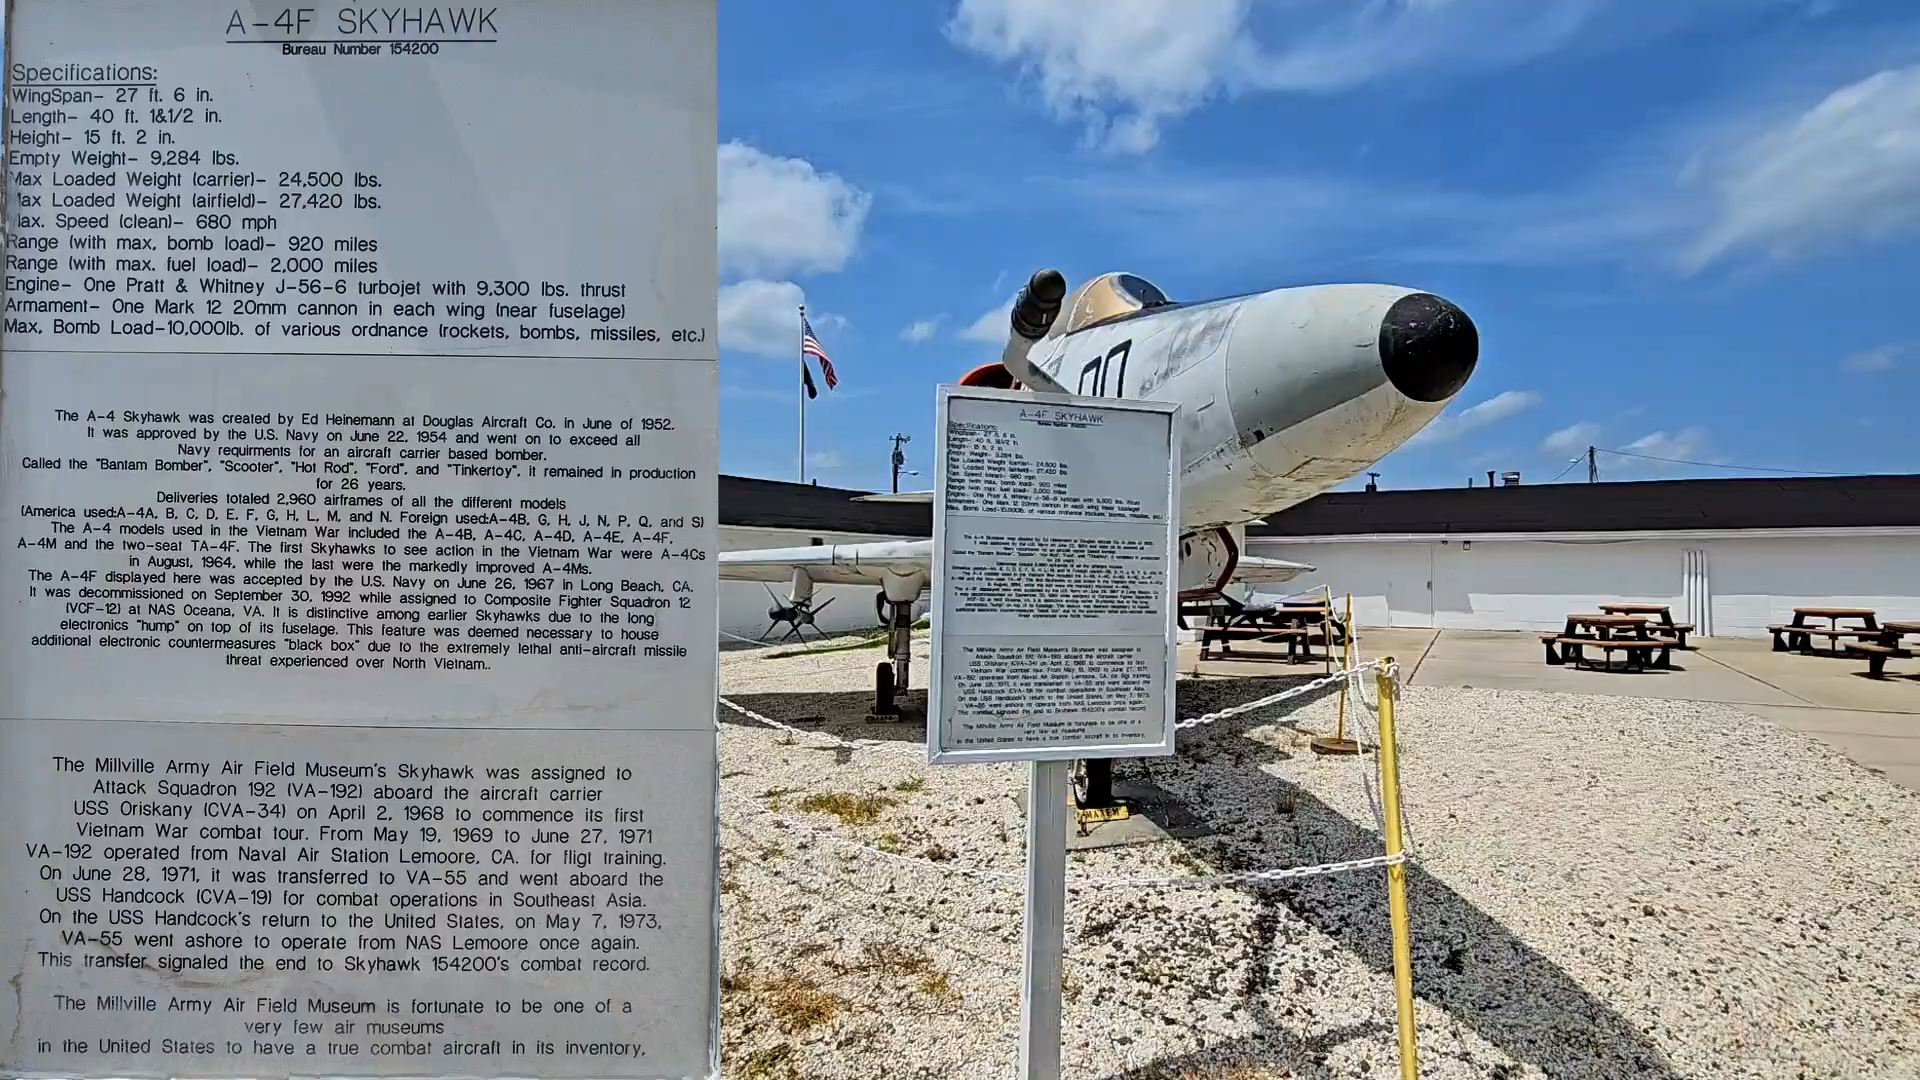 A-4F SKYHAWK
Bureau Number 154200
Specifications:
WingSpan- 27 ft. 6 in.
Length- 40 ft. 1&1/2 in.
Height- 15 ft. 2 in.
Empty Weight- 9,284 lbs.
Max Loaded Weight (carrier)- 24,500 lbs.
Max Loaded Weight (airfield)- 27,420 lbs.
Max. Speed (clean)- 680 mph
Range (with max. bomb load)- 920 miles
Range (with max. fuel load)- 2,000 miles
Engine- One Pratt & Whitney J-56-6 turbojet with 9,300 lbs. thrust
Armament- One Mark 12 20mm cannon in each wing (near fuselage)
Max. Bomb Load-10,000lb. of various ordnance (rockets, bombs, missiles, etc.)
The A-4 Skyhawk was created by Ed Heinemann at Douglas Aircraft Co. in June of 1952.
It was approved by the U.S. Navy on June 22, 1954 and went on to exceed all
Navy requirments for an aircraft carrier based bomber.
Called the "Bantam Bomber", "Scooter", "Hot Rod", "Ford", and "Tinkertoy", it remained in production
for 26 years.
Deliveries totaled 2,960 airframes of all the different models
(America used:A-4A, B, C, D, E, F, G, H, L, M, and N. Foreign used:A-4B, G, H, J, N, P, Q, and S)
The A-4 models used in the Vietnam War included the A-4B, A-4C, A-4D, A-4E, A-4F,
A-4M and the two-seat TA-4F. The first Skyhawks to see action in the Vietnam War were A-4Cs
in August, 1964, while the last were the markedly improved A-4Ms.
The A-4F displayed here was accepted by the U.S. Navy on June 26, 1967 in Long Beach, CA.
It was decommissioned on September 30, 1992 while assigned to Composite Fighter Squadron 12
(VCF-12) at NAS Oceana, VA. It is distinctive among earlier Skyhawks due to the long
electronics "hump" on top of its fuselage. This feature was deemed necessary to house
additional electronic countermeasures "black box" due to the extremely lethal anti-aircraft missile
threat experienced over North Vietnam..
The Millville Army Air Field Museum's Skyhawk was assigned to
Attack Squadron 192 (VA-192) aboard the aircraft carrier
USS Oriskany (CVA-34) on April 2, 1968 to commence its first
Vietnam War combat tour. From May 19, 1969 to June 27, 1971
VA-192 operated from Naval Air Station Lemoore, CA. for fligt training.
On June 28, 1971, it was transferred to VA-55 and went aboard the
USS Handcock (CVA-19) for combat operations in Southeast Asia.
On the USS Handcock's return to the United States, on May 7, 1973,
VA-55 went ashore to operate from NAS Lemoore once again.
This transfer signaled the end to Skyhawk 154200's combat record.
The Millville Army Air Field Museum is fortunate to be one of a
very few air museums
in the United States to have a true combat aircraft in its inventory,
00